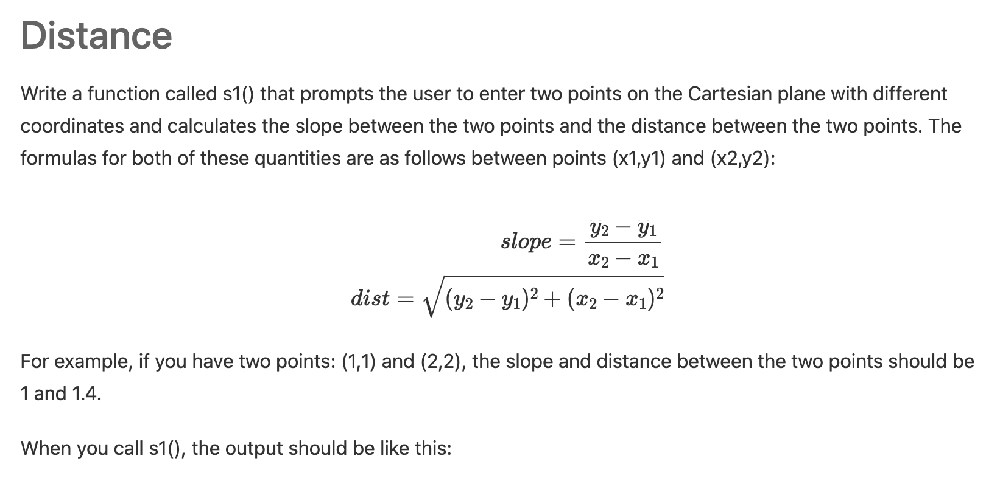 Distance
Write a function called s1() that prompts the user to enter two points on the Cartesian plane with different
coordinates and calculates the slope between the two points and the distance between the two points. The
formulas for both of these quantities are as follows between points (x1,y1) and (x2,y2):
slope = \frac{y_2 - y_1}{x_2 - x_1}
dist = \sqrt{(y_2 - y_1)^2 + (x_2 - x_1)^2}
For example, if you have two points: (1,1) and (2,2), the slope and distance between the two points should be
1 and 1.4.
When you call s1(), the output should be like this: